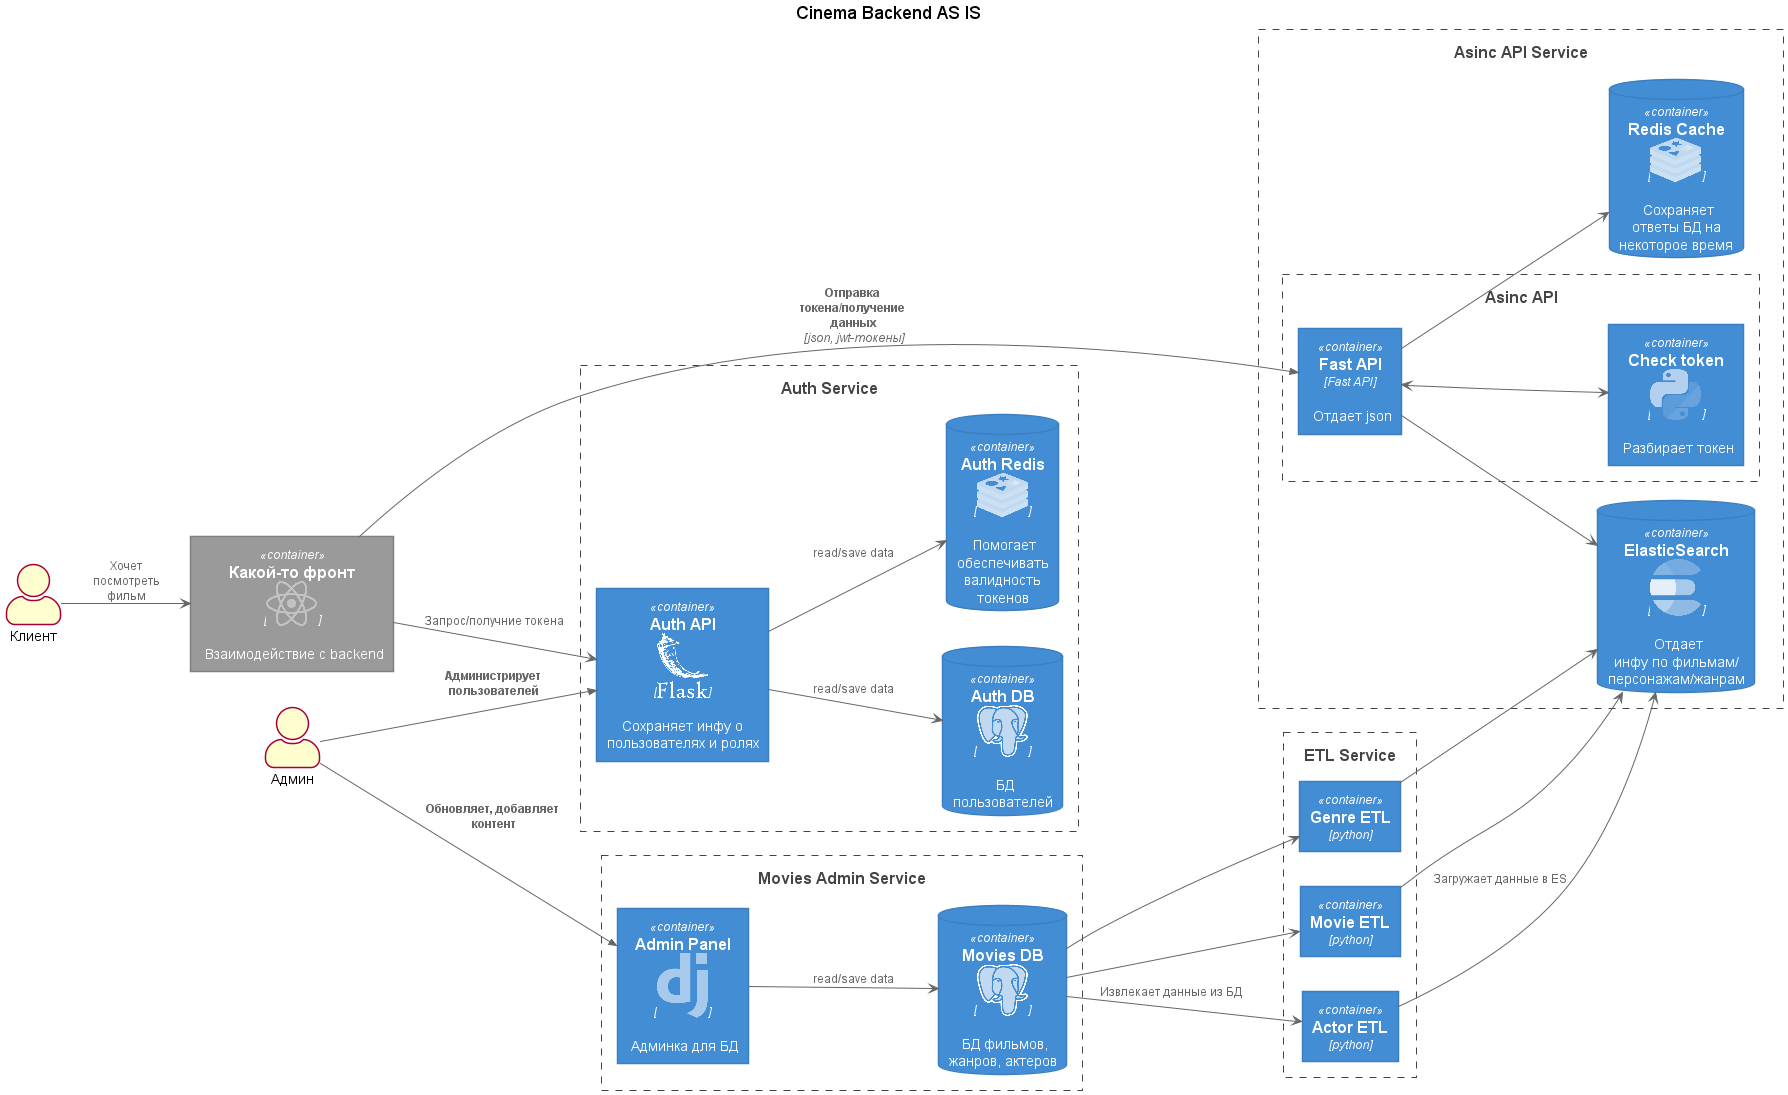 Cinema Backend AS IS
Клиент
Хочет
посмотреть
фильм
«container»
Какой-то фронт
[ ]
Взаимодействие с backend
Админ
Отправка
токена/получение
данных
[json, jwt-токены]
Запрос/получние токена
Администрирует
пользователей
Обновляет, добавляет
контент
Auth Service
«container»
Auth API
[Flask]
Сохраняет инфу о
пользователях и ролях
read/save data
read/save data
«container»
Auth Redis
[ ]
Помогает
обеспечивать
валидность
токенов
«container»
Auth DB
[ ]
БД
пользователей
Movies Admin Service
«container»
Admin Panel
[dj]
Админка для БД
read/save data
«container»
Movies DB
[ ]
БД фильмов,
жанров, актеров
Asinc API Service
«container»
Redis Cache
[ ]
Сохраняет
ответы БД на
некоторое время
Asinc API
«container»
Fast API
[Fast API]
Отдает json
«container»
Check token
[ ]
Разбирает токен
«container»
ElasticSearch
[ ]
Отдает
инфу по фильмам/
персонажам/жанрам
ETL Service
«container»
Genre ETL
[python]
«container»
Movie ETL
[python]
«container»
Actor ETL
[python]
Извлекает данные из БД
Загружает данные в ES